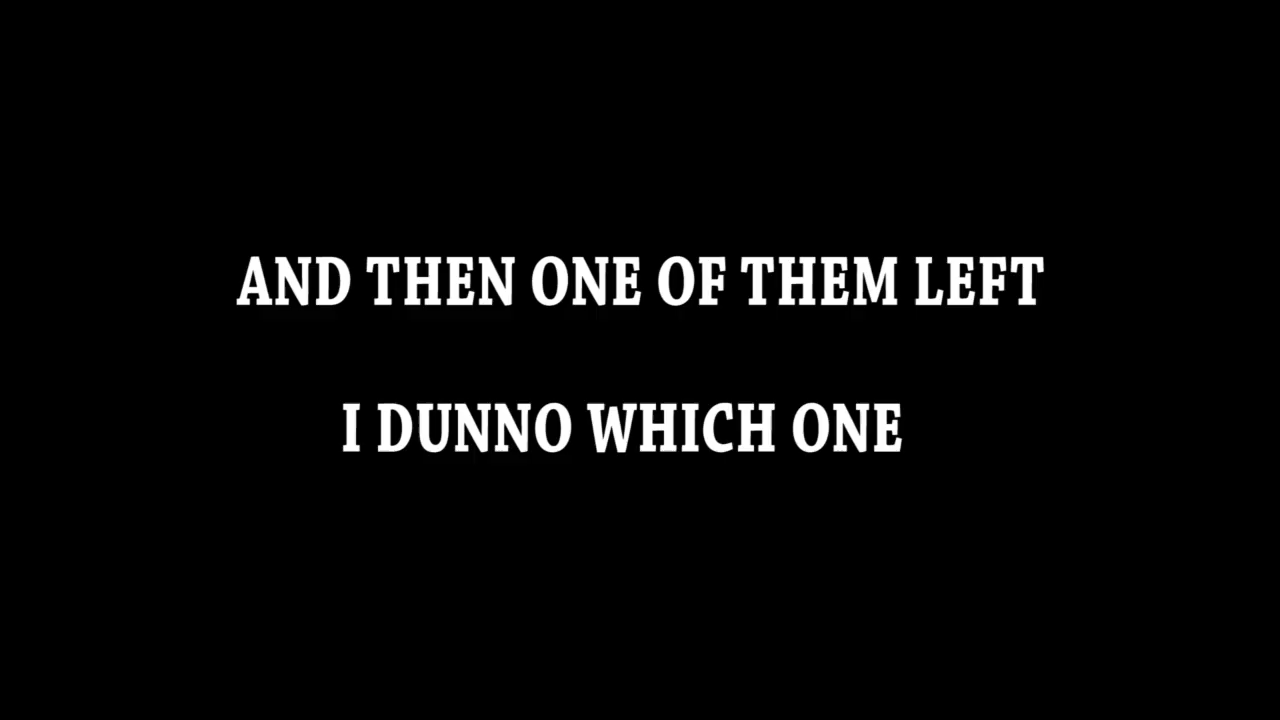 AND THEN ONE OF THEM LEFT
I DUNNO WHICH ONE